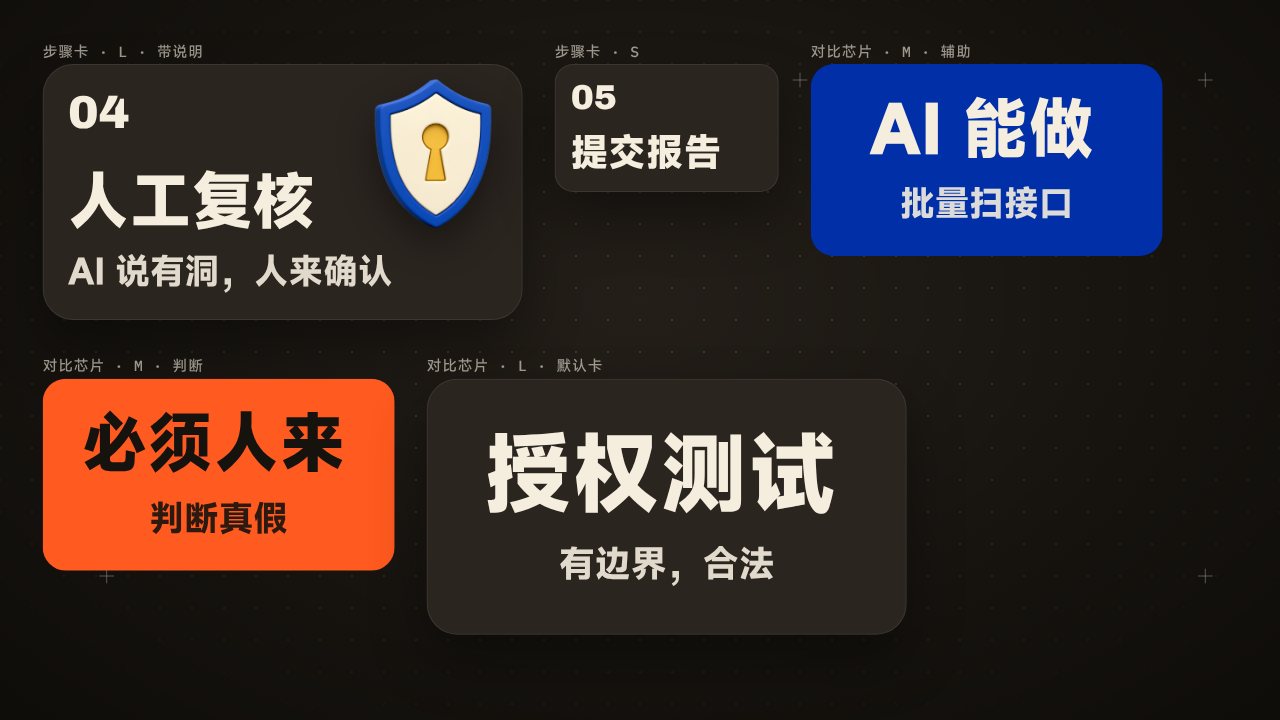 步骤卡 · L · 带说明
04
人工复核
AI 说有洞，人来确认
步骤卡 · S
05
提交报告
对比芯片 · M · 辅助
AI 能做
批量扫接口
对比芯片 · M · 判断
必须人来
判断真假
对比芯片 · L · 默认卡
授权测试
有边界，合法